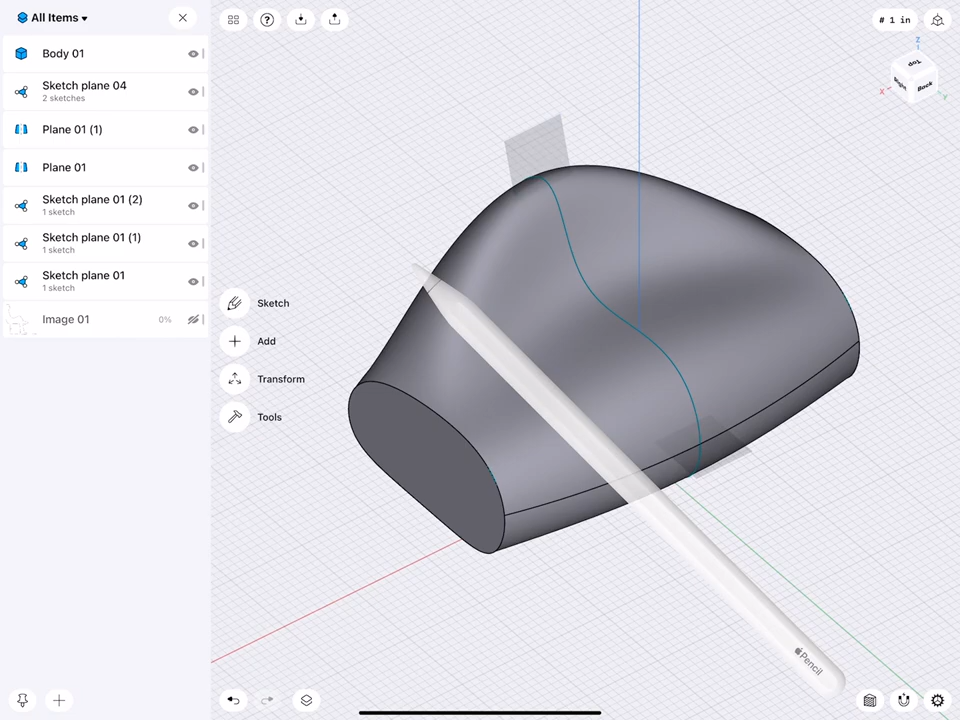 All Items
# 1 in
Body 01
Z
Top
Right
Back
X
Y
Sketch plane 04
2 sketches
Plane 01 (1)
Plane 01
Sketch plane 01 (2)
1 sketch
Sketch plane 01 (1)
1 sketch
Sketch plane 01
1 sketch
Image 01
0%
Sketch
Add
Transform
Tools
Pencil